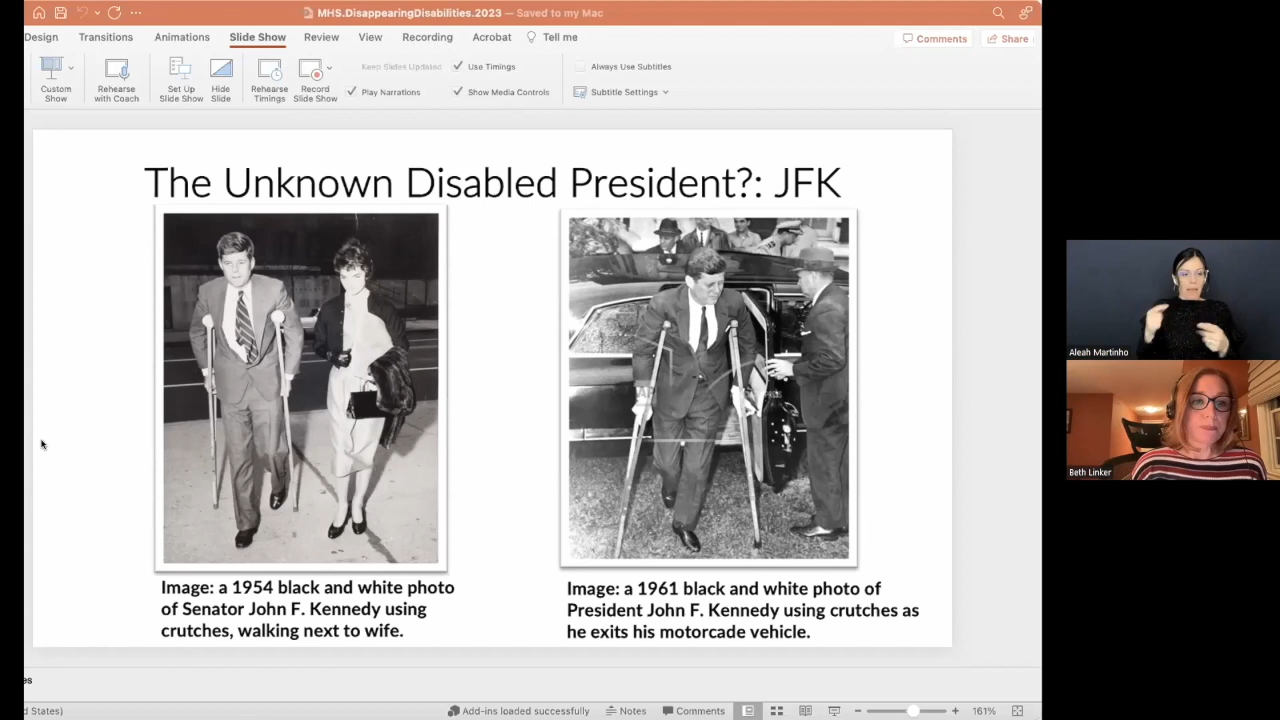 MHS.DisappearingDisabilities.2023 — Saved to my Mac
Design Transitions Animations Slide Show Review View Recording Acrobat Tell me
Comments Share
Custom Show
Rehearse with Coach
Set Up Slide Show
Hide Slide
Rehearse Timings
Record Slide Show
Keep Slides Updated
Play Narrations
Use Timings
Show Media Controls
Always Use Subtitles
Subtitle Settings
The Unknown Disabled President?: JFK
Image: a 1954 black and white photo
of Senator John F. Kennedy using
crutches, walking next to wife.
Image: a 1961 black and white photo of
President John F. Kennedy using crutches as
he exits his motorcade vehicle.
Aleah Martinho
Beth Linker
es
d States)
Add-ins loaded successfully Notes Comments 161%